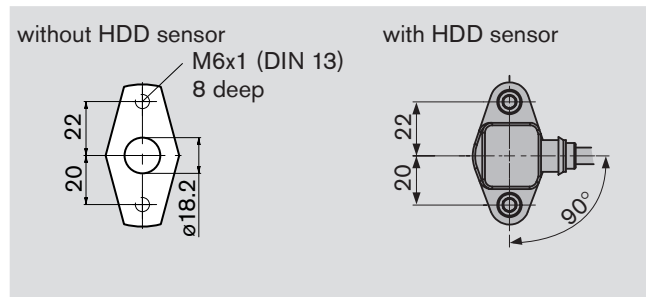 without HDD sensor
M6x1 (DIN 13)
8 deep
22
20
ø18.2
with HDD sensor
22
20
90°